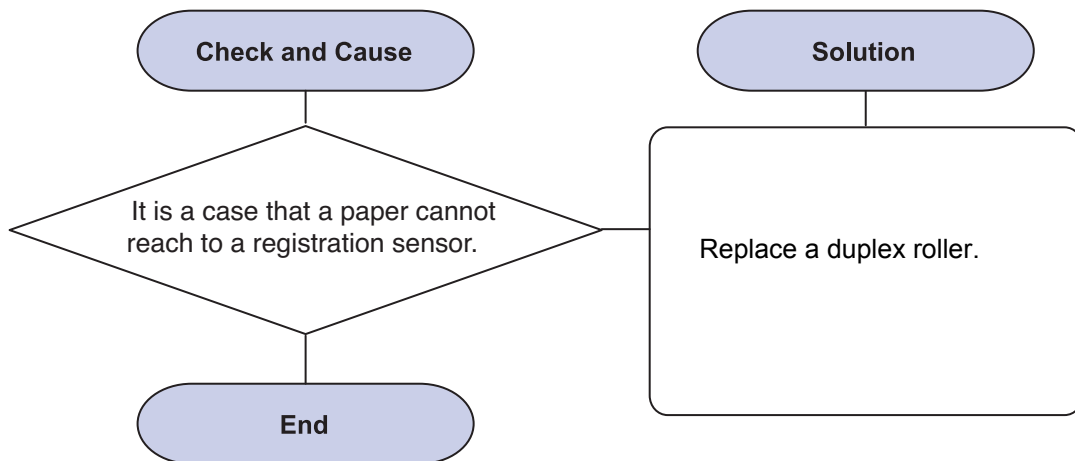 Check and Cause
Solution
It is a case that a paper cannot
reach to a registration sensor.
Replace a duplex roller.
End